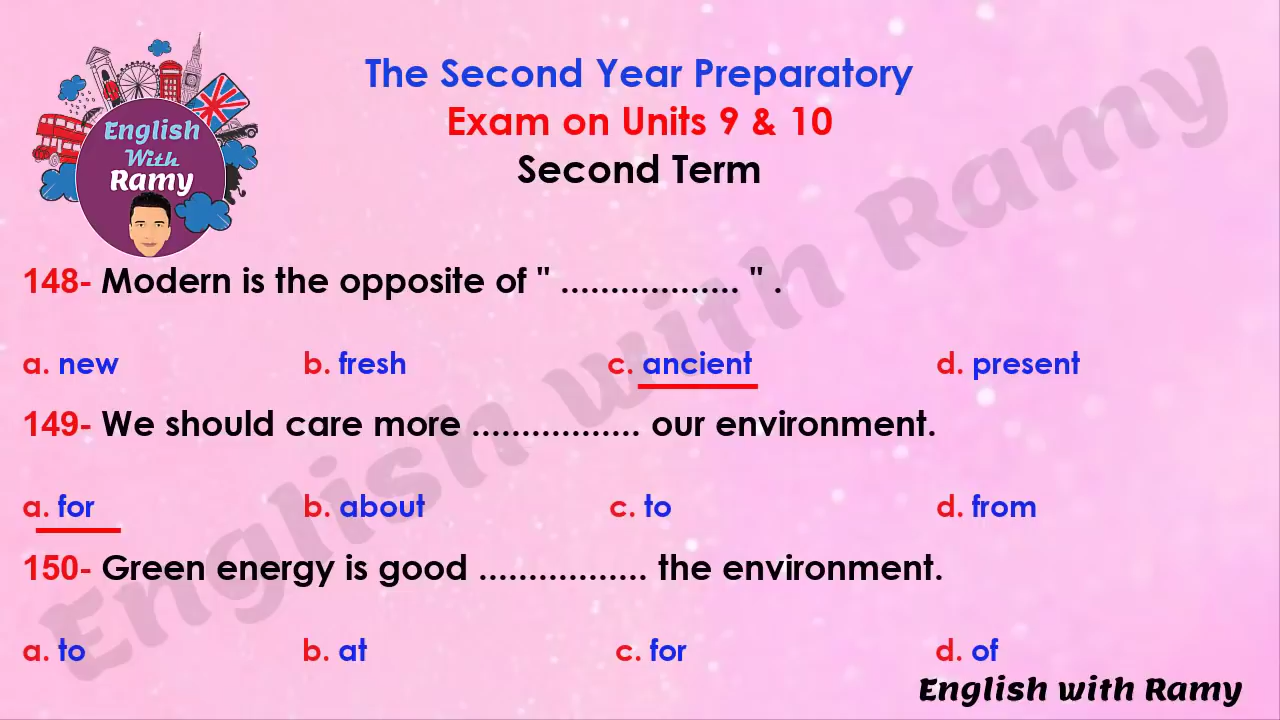 English
With
Ramy
The Second Year Preparatory
Exam on Units 9 & 10
Second Term
148- Modern is the opposite of " .................. " .
a. new b. fresh c. ancient d. present
149- We should care more ................. our environment.
a. for b. about c. to d. from
150- Green energy is good ................. the environment.
a. to b. at c. for d. of
English with Ramy
English with Ramy